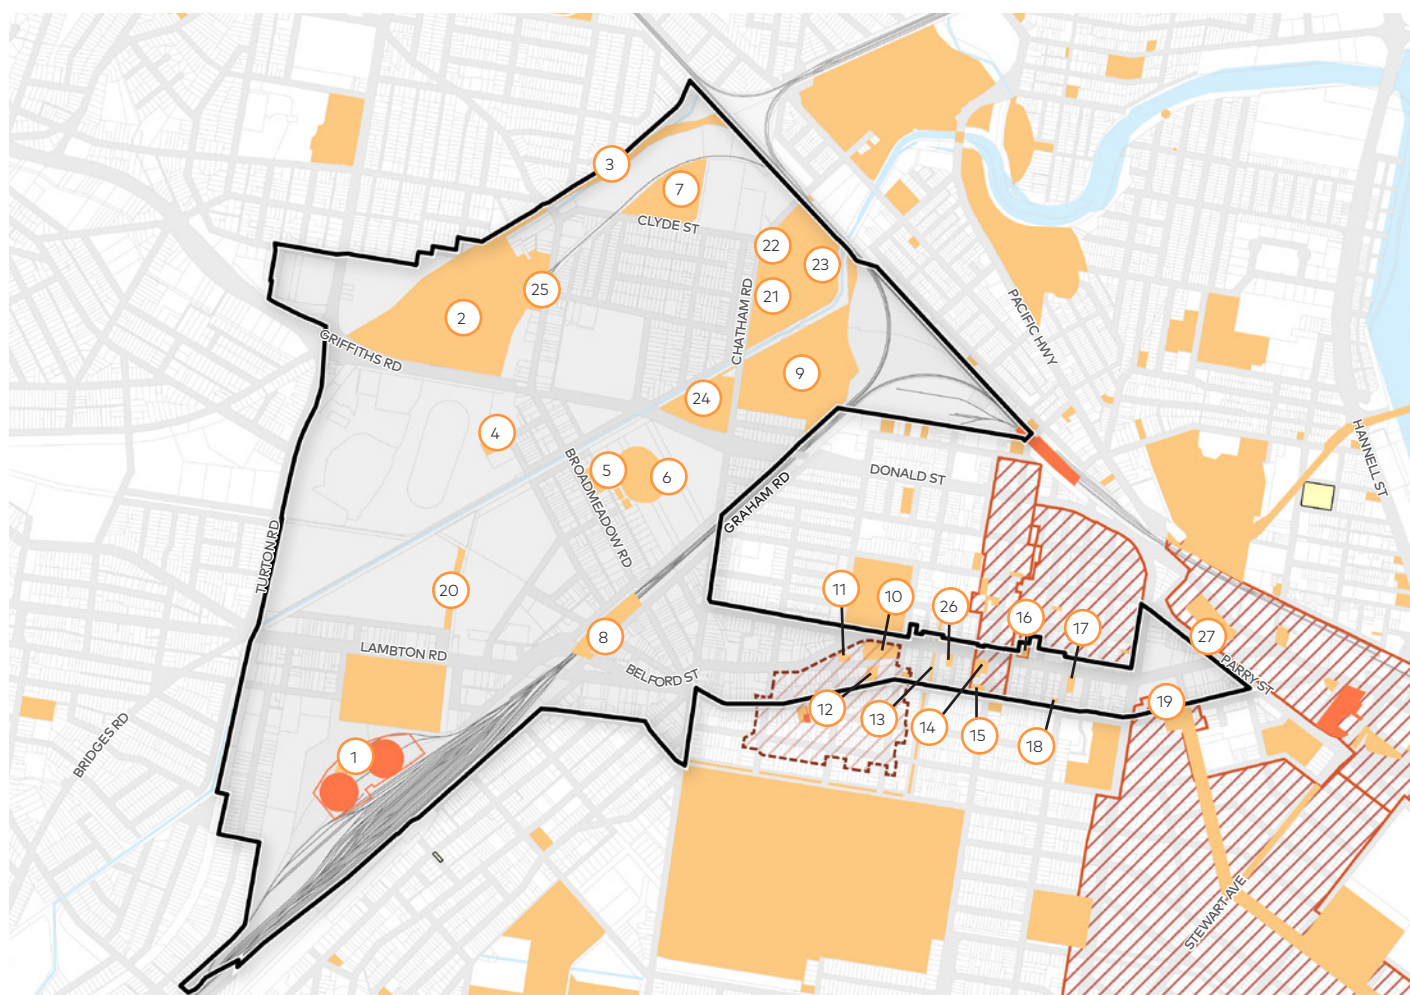 3
7
CLYDE ST
22
23
25
21
2
CHATHAM RD
PACIFIC HWY
GRIFFITHS RD
9
24
4
HANNELL ST
BROADMEADOW RD
5
6
DONALD ST
GRAHAM RD
TURTON RD
20
11
10
26
16
17
8
27
LAMBTON RD
BELFORD ST
PARRY ST
12
13
14
15
18
19
BRIDGES RD
1
STEWART AVE